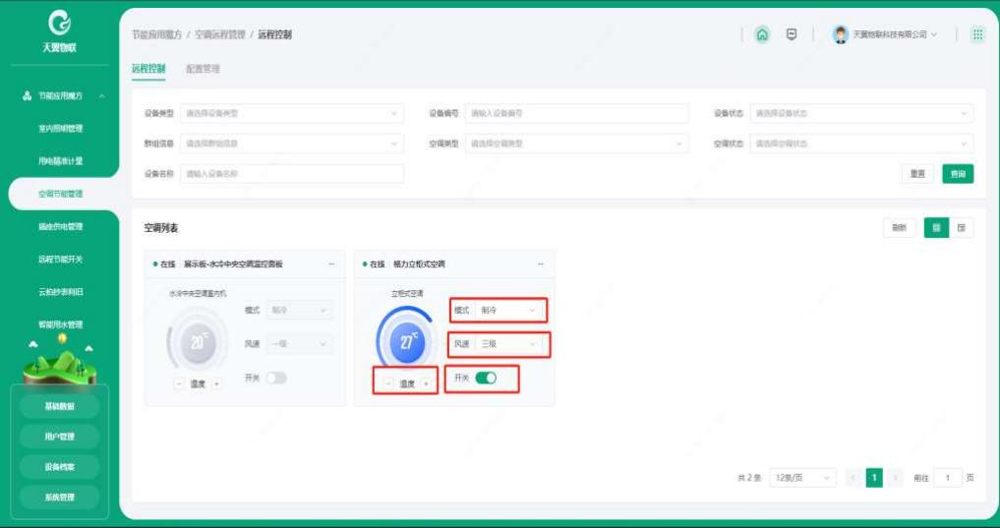 天翼物联
节能应用魔方 / 空调远程管理 / 远程控制
天翼物联科技有限公司
远程控制 配置管理
节能应用魔方
室内照明管理
用电精准计量
空调节能管理
插座供电管理
远程节能开关
云拍抄表利旧
智能用水管理
基础数据
用户管理
设备档案
系统管理
设备类型 请选择设备类型 设备编号 请输入设备编号 设备状态 请选择设备状态
群组信息 请选择群组信息 空调类型 请选择空调类型 空调状态 请选择空调状态
设备名称 请输入设备名称 重置 查询
空调列表 刷新
在线 展示板-水冷中央空调温控面板 ...
水冷中央空调室内机
模式 制冷
20℃
风速 一级
- 温度 + 开关
在线 格力立柜式空调 ...
立柜式空调
模式 制冷
27℃
风速 三级
- 温度 + 开关
共 2 条 12条/页 < 1 > 前往 1 页